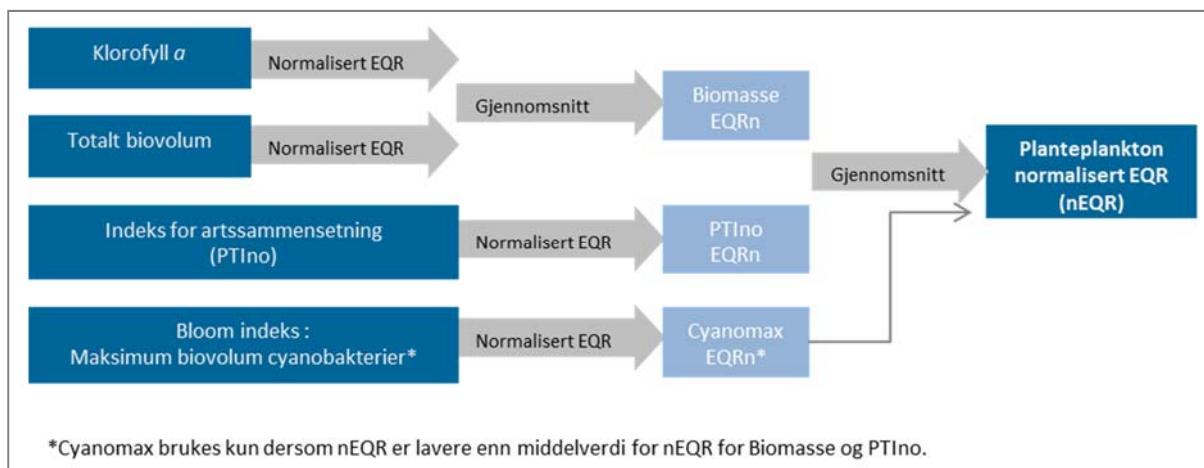 Klorofyll a
Normalisert EQR
Totalt biovolum
Normalisert EQR
Gjennomsnitt
Biomasse
EQRn
Indeks for artssammensetning
(PTIno)
Normalisert EQR
PTIno
EQRn
Bloom indeks :
Maksimum biovolum cyanobakterier*
Normalisert EQR
Cyanomax
EQRn*
Gjennomsnitt
Planteplankton
normalisert EQR
(nEQR)
*Cyanomax brukes kun dersom nEQR er lavere enn middelverdi for nEQR for Biomasse og PTIno.